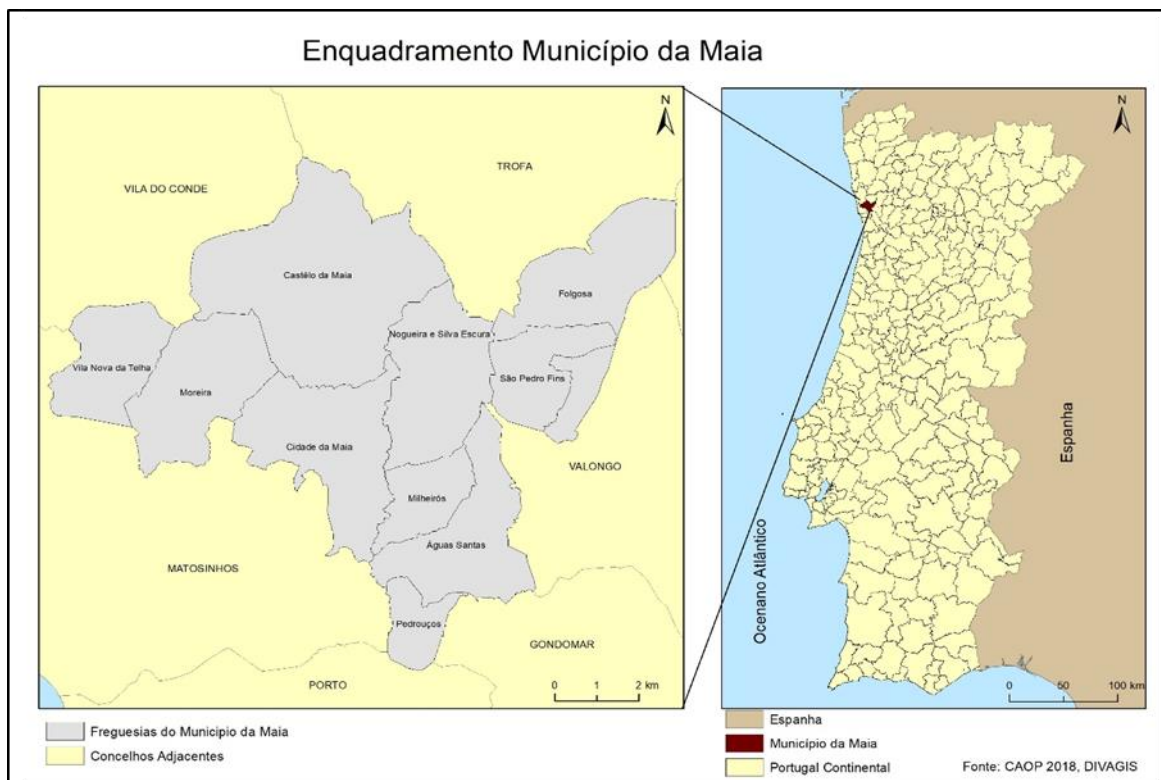 Enquadramento Município da Maia
N
TROFA
VILA DO CONDE
Castêlo da Maia
Folgosa
Nogueira e Silva Escura
Vila Nova da Telha
São Pedro Fins
Moreira
Cidade da Maia
VALONGO
Milheirós
Águas Santas
MATOSINHOS
Pedrouços
GONDOMAR
PORTO
0 1 2 km
Freguesias do Municipio da Maia
Concelhos Adjacentes
N
Espanha
Ocenano Atlântico
0 50 100 km
Espanha
Município da Maia
Portugal Continental
Fonte: CAOP 2018, DIVAGIS